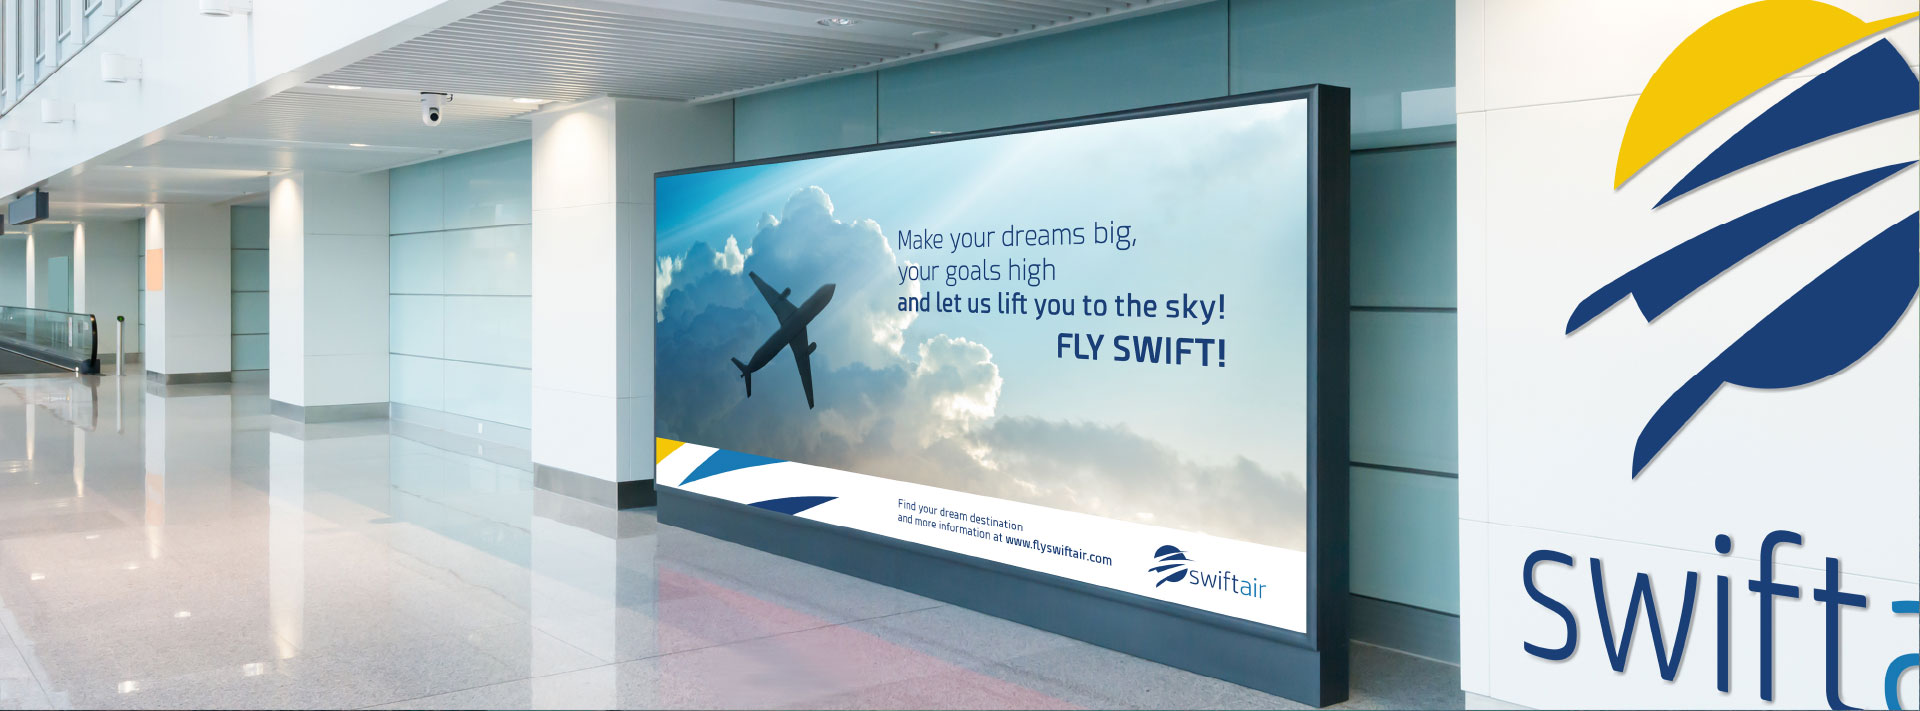 Make your dreams big,
your goals high
and let us lift you to the sky!
FLY SWIFT!
Find your dream destination
and more information at www.flyswiftair.com
swiftair
swifta